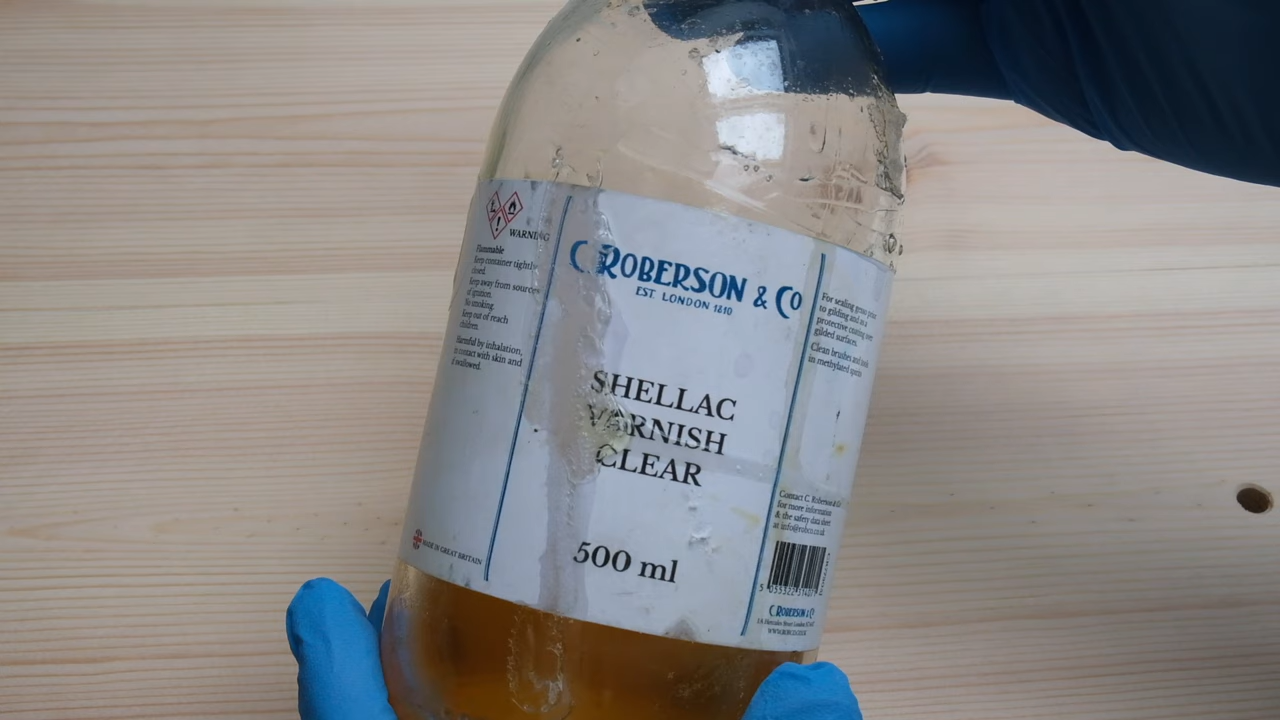 WARNING
Flammable
Keep container tightly
closed.
Keep away from sources
of ignition.
No smoking.
Keep out of reach
children.
Harmful by inhalation,
in contact with skin and
if swallowed.
MADE IN GREAT BRITAIN
C. ROBERSON & CO
EST. LONDON 1810
SHELLAC
VARNISH
CLEAR
500 ml
For sealing gesso prior
to gilding and as a
protective coating over
gilded surfaces.
Clean brushes and tools
in methylated spirits
Contact C. Roberson & Co
for more information
& the safety data sheet
at info@robco.co.uk
C. ROBERSON & CO
WWW.ROBCO.CO.UK